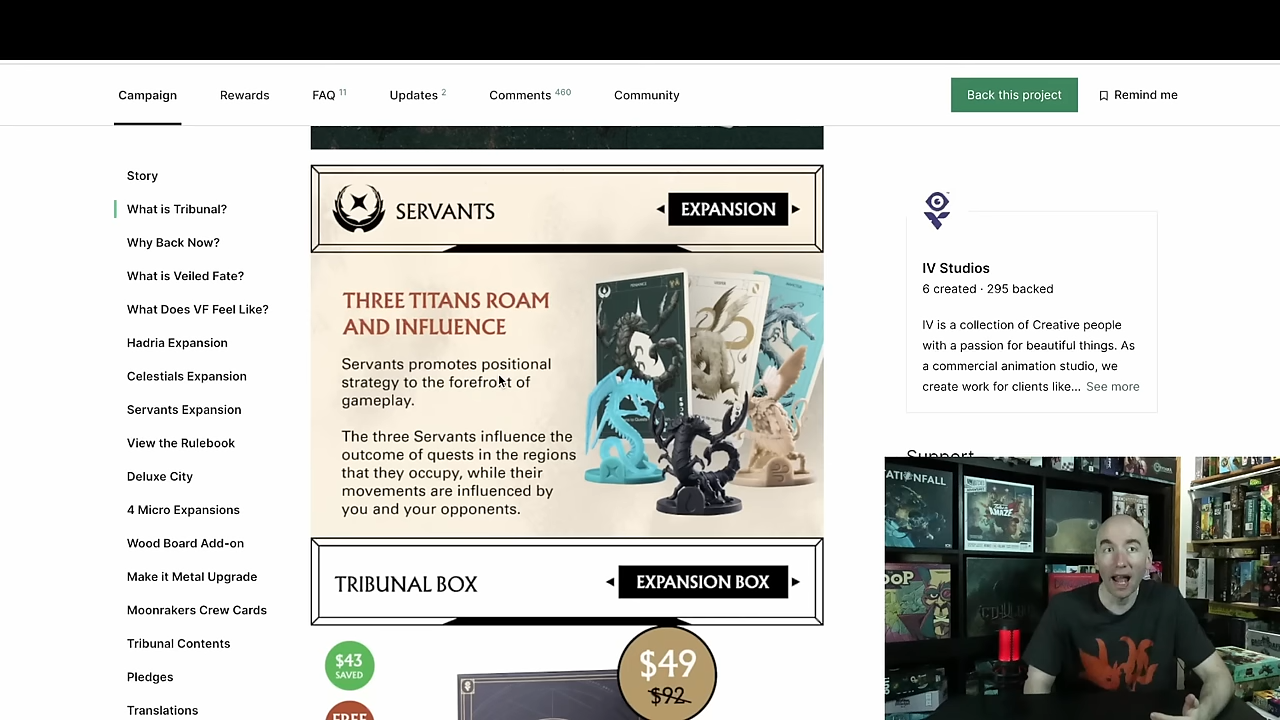 Campaign
Rewards
FAQ 11
Updates 2
Comments 460
Community
Back this project
Remind me
Story
What is Tribunal?
Why Back Now?
What is Veiled Fate?
What Does VF Feel Like?
Hadria Expansion
Celestials Expansion
Servants Expansion
View the Rulebook
Deluxe City
4 Micro Expansions
Wood Board Add-on
Make it Metal Upgrade
Moonrakers Crew Cards
Tribunal Contents
Pledges
Translations
SERVANTS
EXPANSION
THREE TITANS ROAM
AND INFLUENCE
Servants promotes positional
strategy to the forefront of
gameplay.
The three Servants influence the
outcome of quests in the regions
that they occupy, while their
movements are influenced by
you and your opponents.
TRIBUNAL BOX
EXPANSION BOX
$43
SAVED
FREE
$49
$92
IV Studios
6 created · 295 backed
IV is a collection of Creative people
with a passion for beautiful things. As
a commercial animation studio, we
create work for clients like... See more
Support